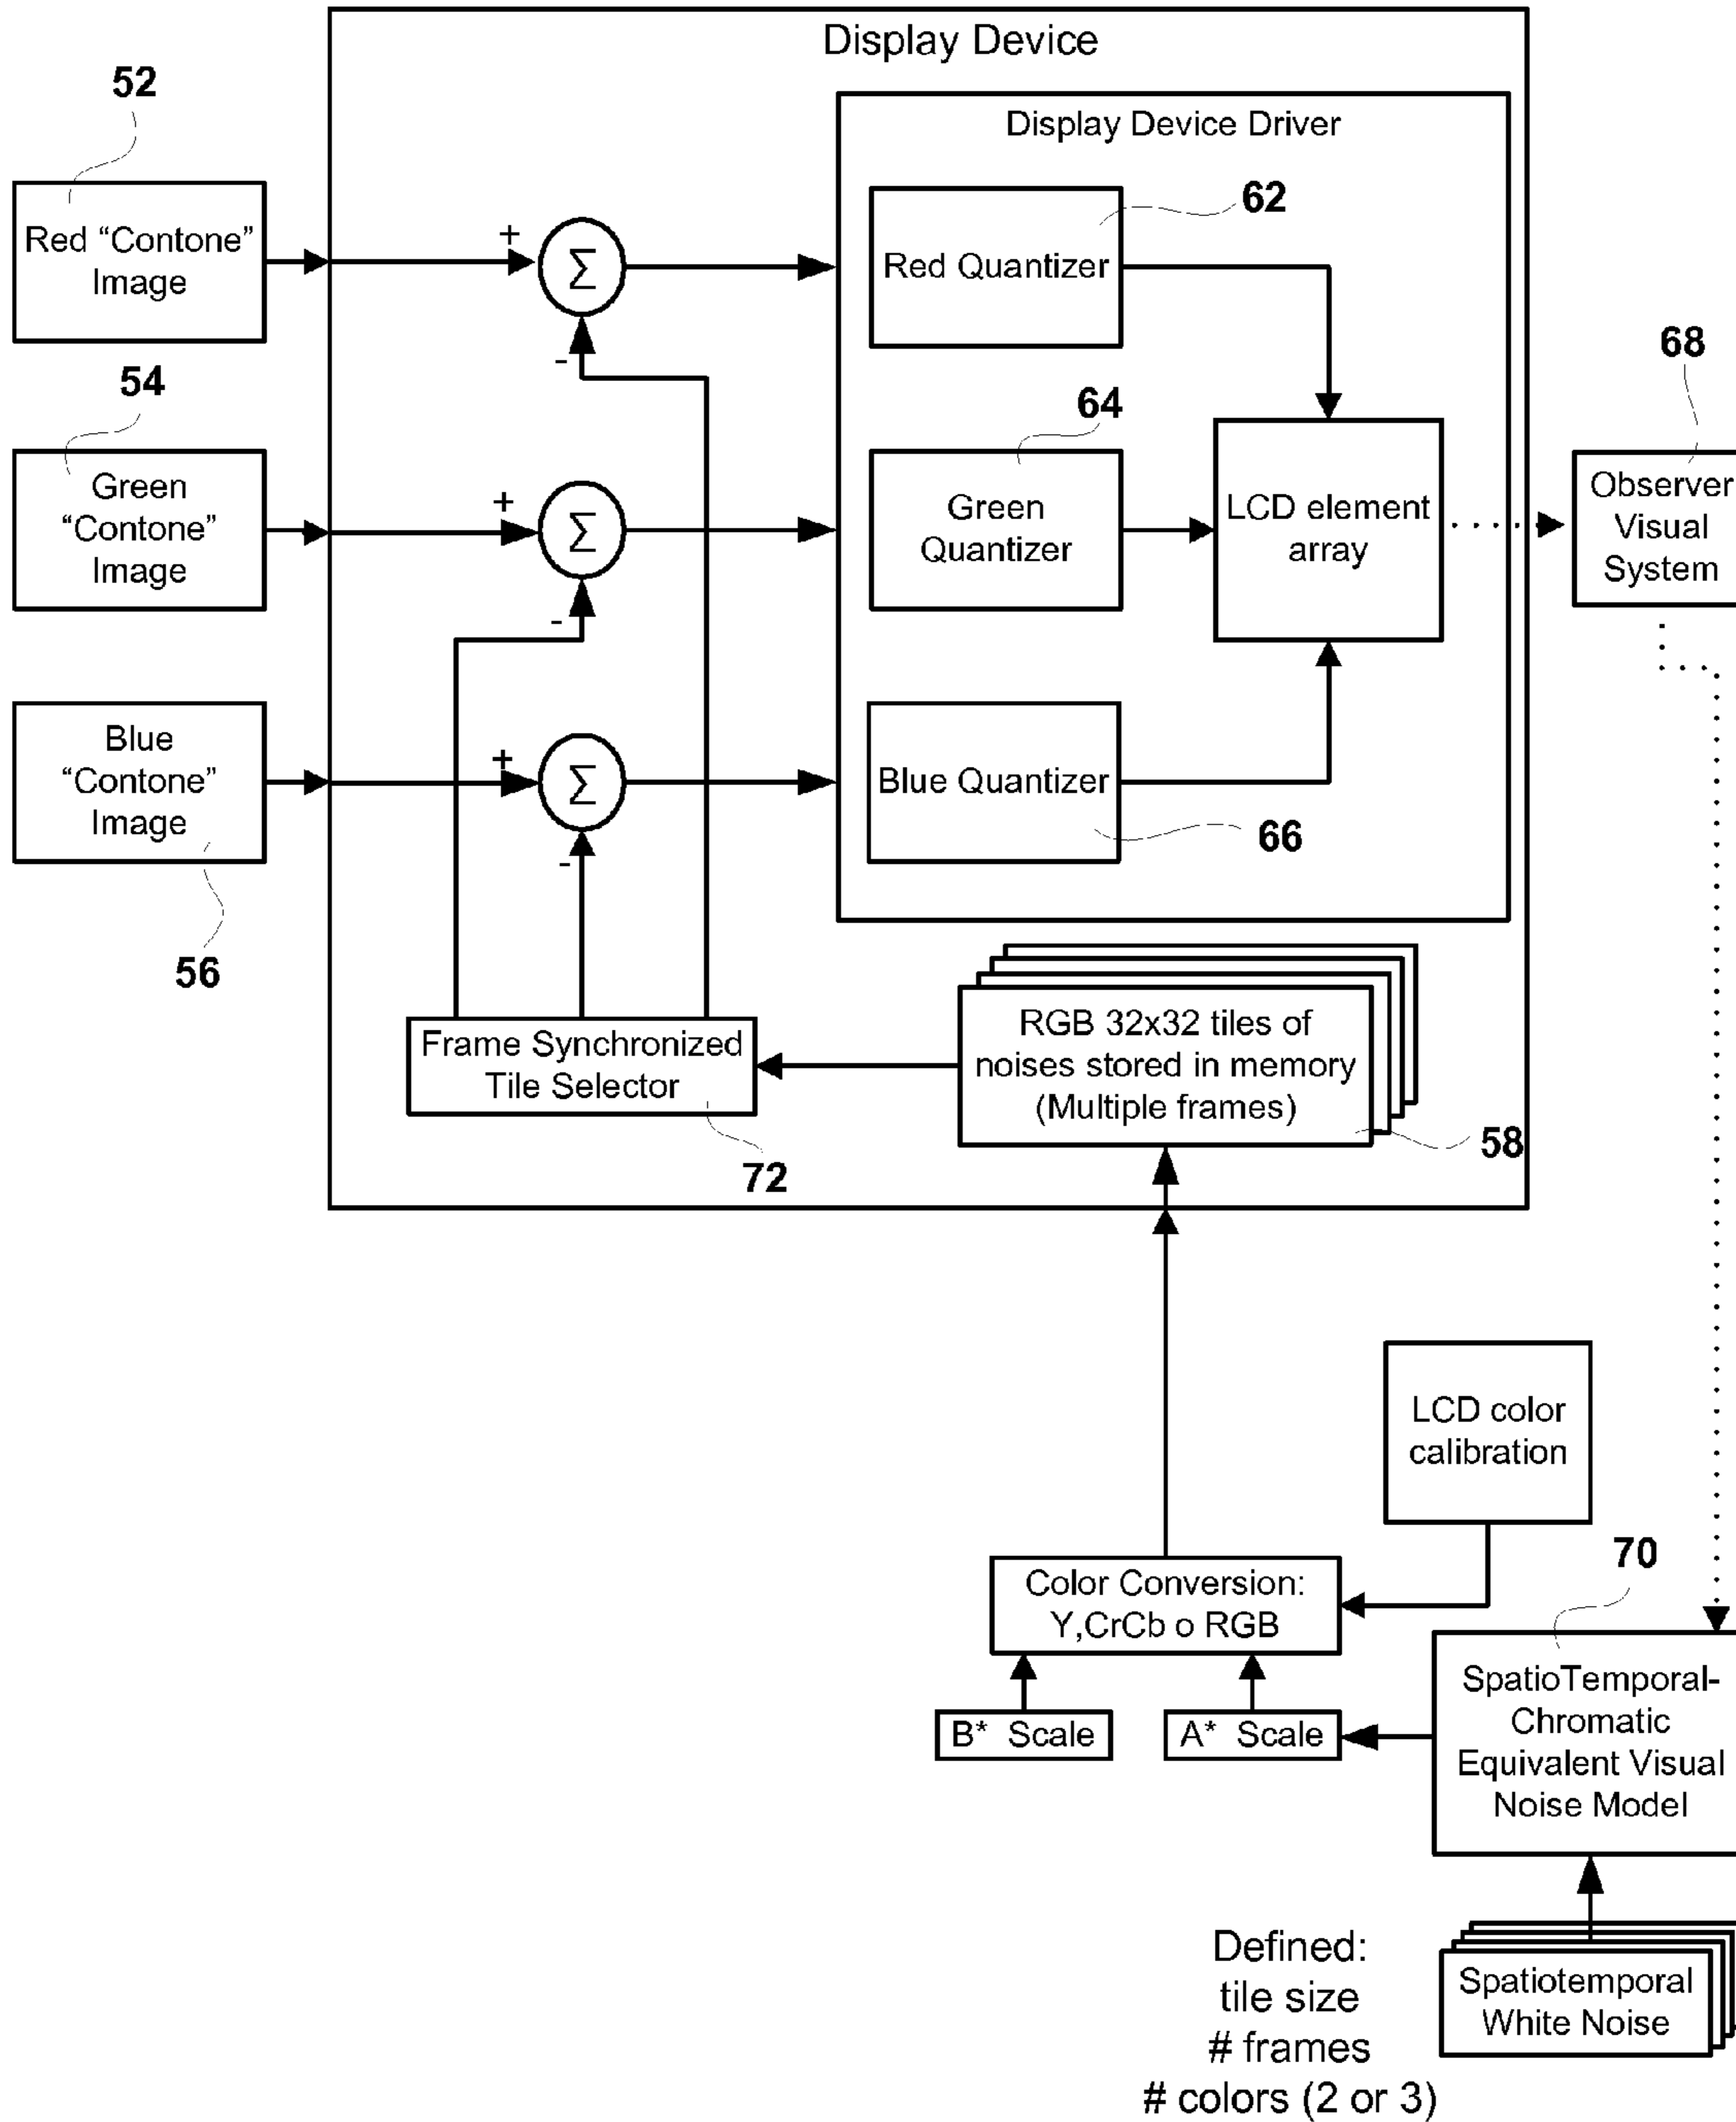 Display Device
52
Display Device Driver
62
Red “Contone”
Image
+
Σ
-
Red Quantizer
68
54
64
Green
“Contone”
Image
+
Σ
-
Green
Quantizer
LCD element
array
Observer
Visual
System
Blue
“Contone”
Image
+
Σ
-
Blue Quantizer
66
56
Frame Synchronized
Tile Selector
RGB 32x32 tiles of
noises stored in memory
(Multiple frames)
58
72
LCD color
calibration
70
Color Conversion:
Y,CrCb o RGB
SpatioTemporal-
Chromatic
Equivalent Visual
Noise Model
B* Scale
A* Scale
Defined:
tile size
# frames
# colors (2 or 3)
Spatiotemporal
White Noise